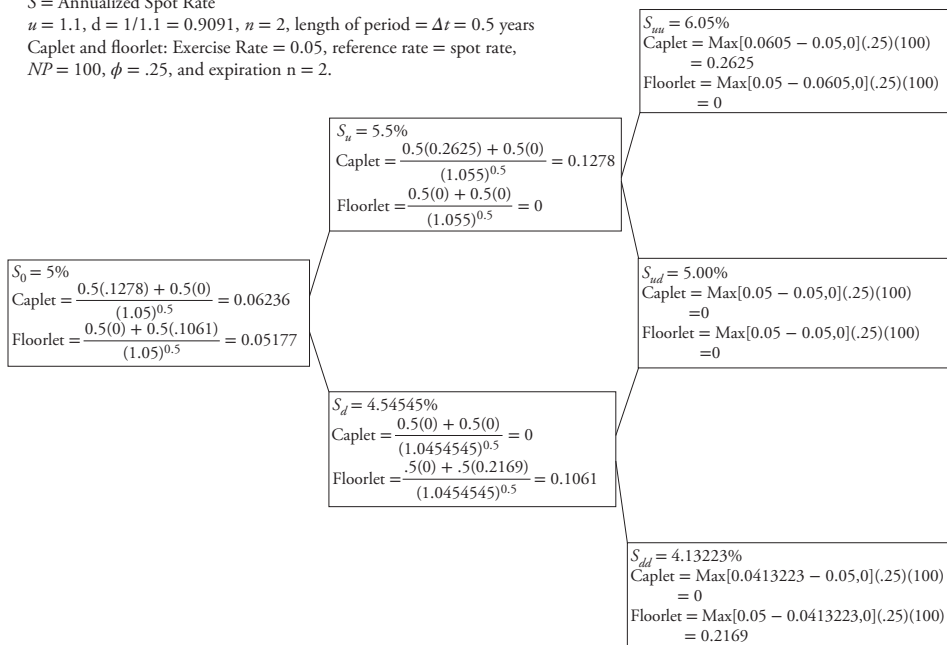 S = Annualized Spot Rate
u = 1.1, d = 1/1.1 = 0.9091, n = 2, length of period = Δt = 0.5 years
Caplet and floorlet: Exercise Rate = 0.05, reference rate = spot rate,
NP = 100, ϕ = .25, and expiration n = 2.
S_uu = 6.05%
Caplet = Max[0.0605 − 0.05,0](.25)(100)
= 0.2625
Floorlet = Max[0.05 − 0.0605,0](.25)(100)
= 0
S_u = 5.5%
Caplet = 0.5(0.2625) + 0.5(0) / (1.055)^0.5 = 0.1278
Floorlet = 0.5(0) + 0.5(0) / (1.055)^0.5 = 0
S_0 = 5%
Caplet = 0.5(.1278) + 0.5(0) / (1.05)^0.5 = 0.06236
Floorlet = 0.5(0) + 0.5(.1061) / (1.05)^0.5 = 0.05177
S_ud = 5.00%
Caplet = Max[0.05 − 0.05,0](.25)(100)
=0
Floorlet = Max[0.05 − 0.05,0](.25)(100)
=0
S_d = 4.54545%
Caplet = 0.5(0) + 0.5(0) / (1.0454545)^0.5 = 0
Floorlet = .5(0) + .5(0.2169) / (1.0454545)^0.5 = 0.1061
S_dd = 4.13223%
Caplet = Max[0.0413223 − 0.05,0](.25)(100)
= 0
Floorlet = Max[0.05 − 0.0413223,0](.25)(100)
= 0.2169